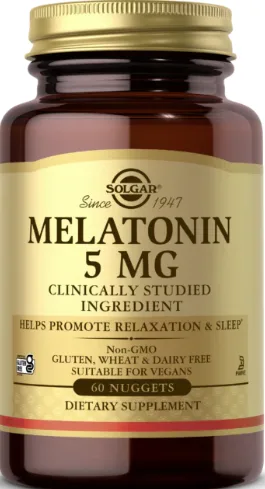 SOLGAR®
Since 1947
MELATONIN
5 MG
CLINICALLY STUDIED
INGREDIENT
HELPS PROMOTE RELAXATION & SLEEP*
Non-GMO
GLUTEN, WHEAT & DAIRY FREE
SUITABLE FOR VEGANS
60 NUGGETS
DIETARY SUPPLEMENT